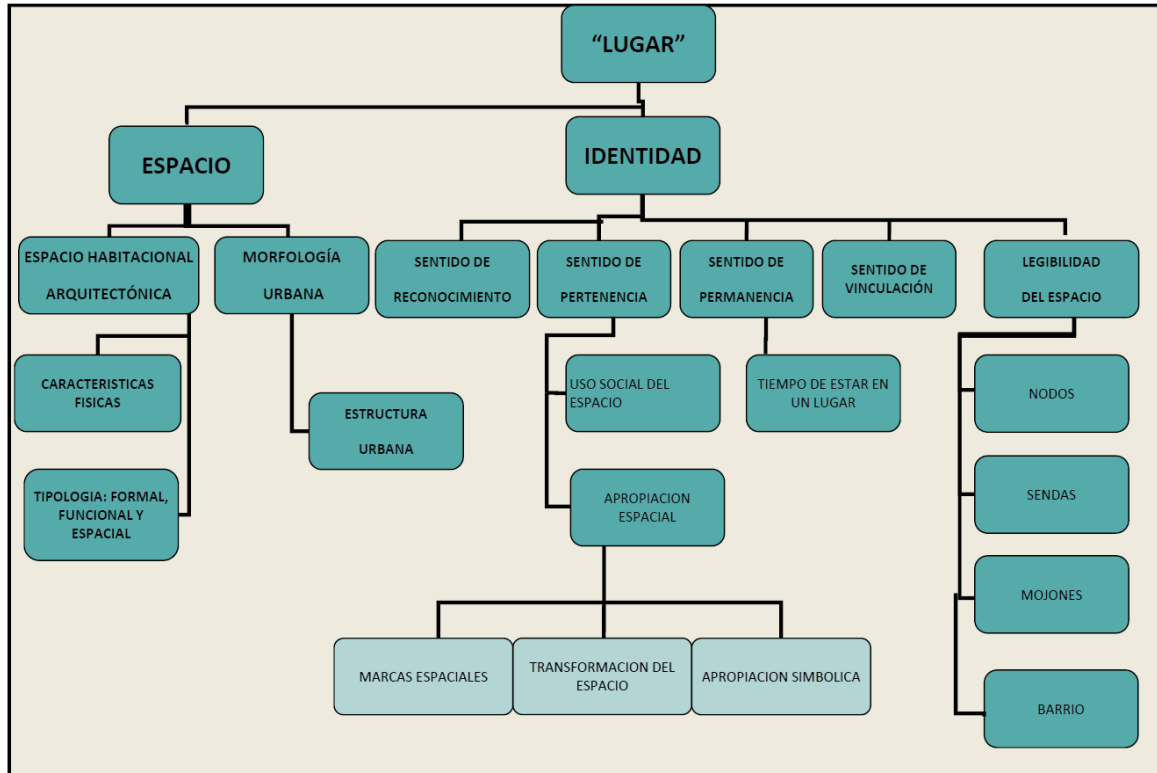 “LUGAR”
ESPACIO
IDENTIDAD
ESPACIO HABITACIONAL
ARQUITECTÓNICA
MORFOLOGÍA
URBANA
SENTIDO DE
RECONOCIMIENTO
SENTIDO DE
PERTENENCIA
SENTIDO DE
PERMANENCIA
SENTIDO DE
VINCULACIÓN
LEGIBILIDAD
DEL ESPACIO
CARACTERISTICAS
FISICAS
ESTRUCTURA
URBANA
USO SOCIAL DEL
ESPACIO
TIEMPO DE ESTAR EN
UN LUGAR
NODOS
TIPOLOGIA: FORMAL,
FUNCIONAL Y
ESPACIAL
APROPIACION
ESPACIAL
SENDAS
MOJONES
MARCAS ESPACIALES
TRANSFORMACION DEL
ESPACIO
APROPIACION SIMBOLICA
BARRIO